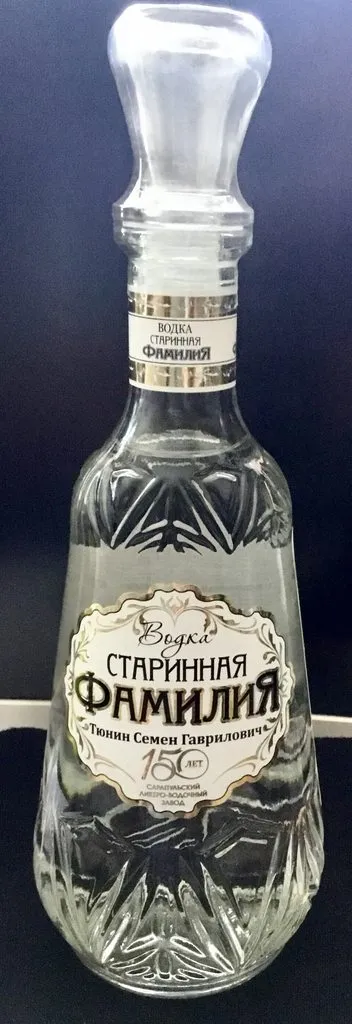 ВОДКА
СТАРИННАЯ
ФАМИЛИЯ
Водка
СТАРИННАЯ
ФАМИЛИЯ
Тюнин Семен Гаврилович
150 ЛЕТ
САРАПУЛЬСКИЙ
ЛИКЕРО-ВОДОЧНЫЙ
ЗАВОД